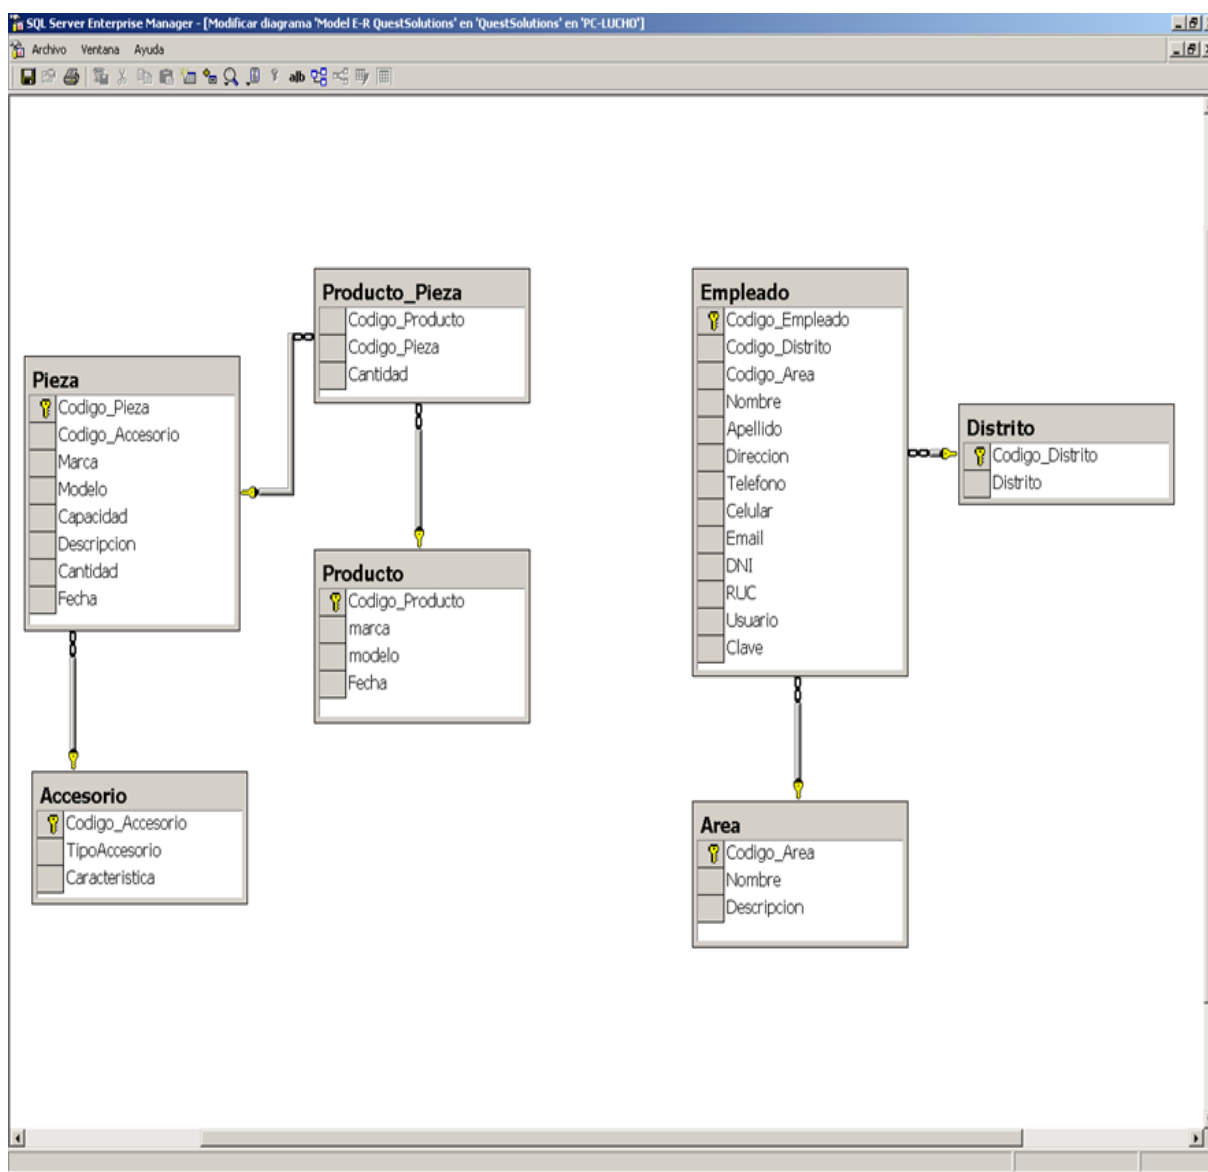 SQL Server Enterprise Manager - [Modificar diagrama 'Model E-R QuestSolutions' en 'QuestSolutions' en 'PC-LUCHO']
Archivo Ventana Ayuda
ab
Producto_Pieza
Codigo_Producto
Codigo_Pieza
Cantidad
Pieza
Codigo_Pieza
Codigo_Accesorio
Marca
Modelo
Capacidad
Descripcion
Cantidad
Fecha
Producto
Codigo_Producto
marca
modelo
Fecha
Accesorio
Codigo_Accesorio
TipoAccesorio
Caracteristica
Empleado
Codigo_Empleado
Codigo_Distrito
Codigo_Area
Nombre
Apellido
Direccion
Telefono
Celular
Email
DNI
RUC
Usuario
Clave
Distrito
Codigo_Distrito
Distrito
Area
Codigo_Area
Nombre
Descripcion